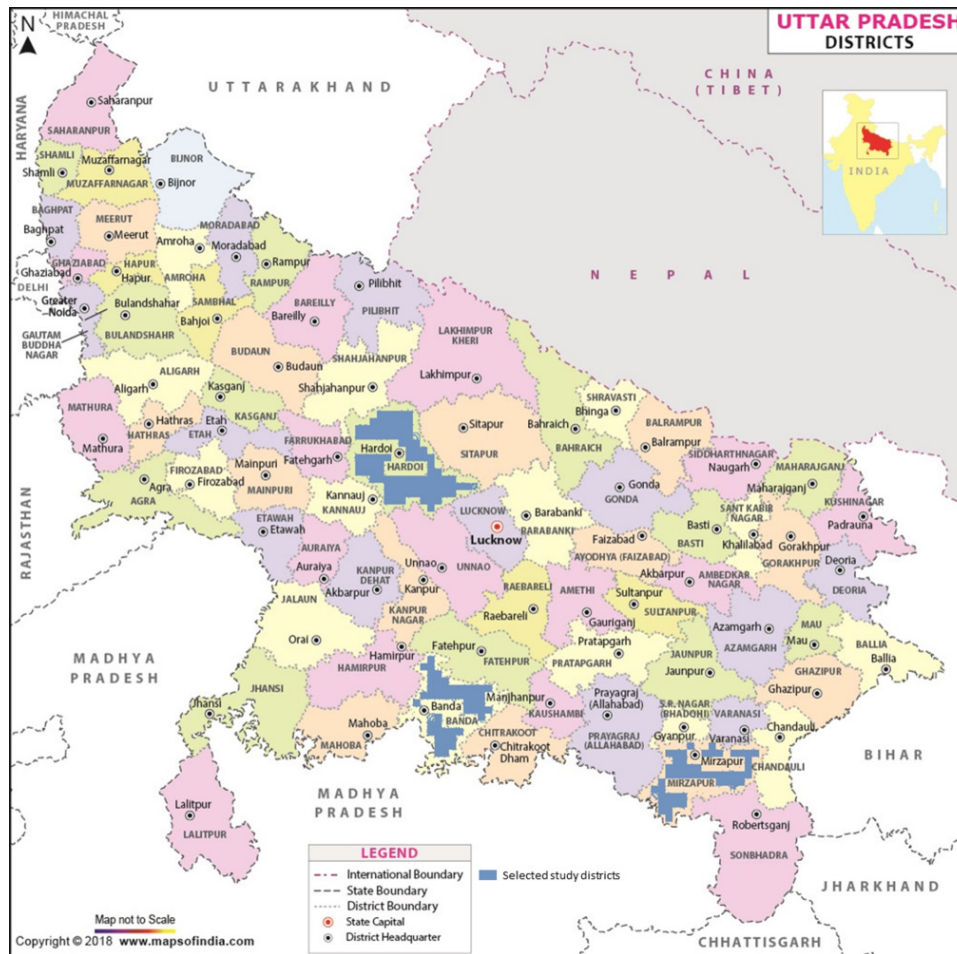 HIMACHAL
PRADESH
N
UTTAR PRADESH
DISTRICTS
CHINA
(TIBET)
UTTARAKHAND
HARYANA
INDIA
Saharanpur
SAHARANPUR
SHAMLI
Muzaffarnagar
BIJNOR
Shamli
MUZAFFARNAGAR
Bijnor
BAGHPAT
MEERUT
MORADABAD
Baghpat
Meerut
Amroha
Moradabad
GHAZIABAD
HAPUR
Rampur
Ghaziabad
Hapur
AMROHA
RAMPUR
DELHI
NEPAL
Greater
Noida
Bulandshahar
SAMBHAL
BAREILLY
Pilibhit
Bahjoi
Bareilly
PILIBHIT
GAUTAM
BUDDHA
NAGAR
BULANDSHAHR
LAKHIMPUR
KHERI
BUDAUN
SHAHJAHANPUR
Budaun
ALIGARH
Lakhimpur
Aligarh
Kasganj
Shahjahanpur
SHRAVASTI
Bhinga
MATHURA
KASGANJ
BALRAMPUR
Hathras
Etah
Sitapur
Bahraich
HATHRAS
ETAH
FARRUKHABAD
Hardoi
BAHRAICH
Balrampur
Mathura
Fatehgarh
HARDOI
SITAPUR
SIDDHARTHNAGAR
Naugarh
MAHARAJGANJ
FIROZABAD
Mainpuri
Agra
Firozabad
MAINPURI
Gonda
Maharajganj
AGRA
Kannauj
KANNAUJ
GONDA
SANT KABIR
NAGAR
KUSHINAGAR
LUCKNOW
Barabanki
Padrauna
ETAWAH
Etawah
Lucknow
BARABANKI
Basti
BASTI
Khalilabad
Gorakhpur
RAJASTHAN
AURAIYA
Faizabad
AYODHYA (FAIZABAD)
GORAKHPUR
Deoria
Auraiya
KANPUR
DEHAT
Unnao
UNNAO
RAEBARELI
AMETHI
Akbarpur
AMBEDKAR
NAGAR
DEORIA
Akbarpur
Kanpur
Sultanpur
JALAUN
KANPUR
NAGAR
Raebareli
Gauriganj
SULTANPUR
Orai
Azamgarh
MAU
Hamirpur
Fatehpur
Pratapgarh
JAUNPUR
AZAMGARH
Mau
BALLIA
MADHYA
PRADESH
HAMIRPUR
FATEHPUR
PRATAPGARH
Jaunpur
GHAZIPUR
Ballia
JHANSI
Manjhanpur
Prayagraj
(Allahabad)
Ghazipur
Jhansi
Banda
BANDA
KAUSHAMBI
S.R. NAGAR
(BHADOHI)
VARANASI
Mahoba
CHITRAKOOT
Gyanpur
Varanasi
Chandauli
MAHOBA
Chitrakoot
Dham
PRAYAGRAJ
(ALLAHABAD)
Mirzapur
CHANDAULI
BIHAR
MIRZAPUR
MADHYA
PRADESH
Lalitpur
LALITPUR
Robertsganj
SONBHADRA
JHARKHAND
CHHATTISGARH
LEGEND
International Boundary
State Boundary
District Boundary
State Capital
District Headquarter
Selected study districts
Map not to Scale
Copyright © 2018 www.mapsofindia.com